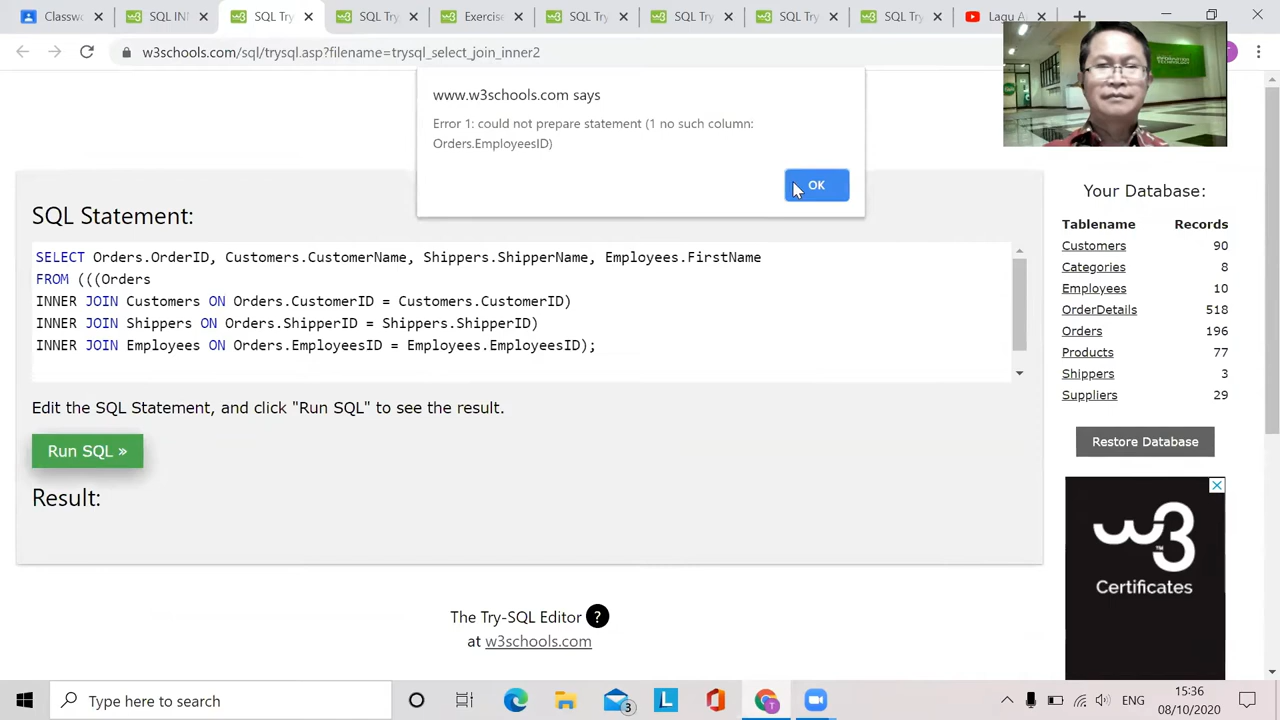 Classwo
SQL INN
SQL Try
SQL Try
Exercise
SQL Try
SQL Try
SQL Try
SQL Try
Lagu A
w3schools.com/sql/trysql.asp?filename=trysql_select_join_inner2
www.w3schools.com says
Error 1: could not prepare statement (1 no such column:
Orders.EmployeesID)
OK
SQL Statement:
SELECT Orders.OrderID, Customers.CustomerName, Shippers.ShipperName, Employees.FirstName
FROM (((Orders
INNER JOIN Customers ON Orders.CustomerID = Customers.CustomerID)
INNER JOIN Shippers ON Orders.ShipperID = Shippers.ShipperID)
INNER JOIN Employees ON Orders.EmployeesID = Employees.EmployeesID);
Edit the SQL Statement, and click "Run SQL" to see the result.
Run SQL »
Result:
The Try-SQL Editor ?
at w3schools.com
Your Database:
Tablename Records
Customers 90
Categories 8
Employees 10
OrderDetails 518
Orders 196
Products 77
Shippers 3
Suppliers 29
Restore Database
w3
Certificates
Type here to search
3
ENG
15:36
08/10/2020